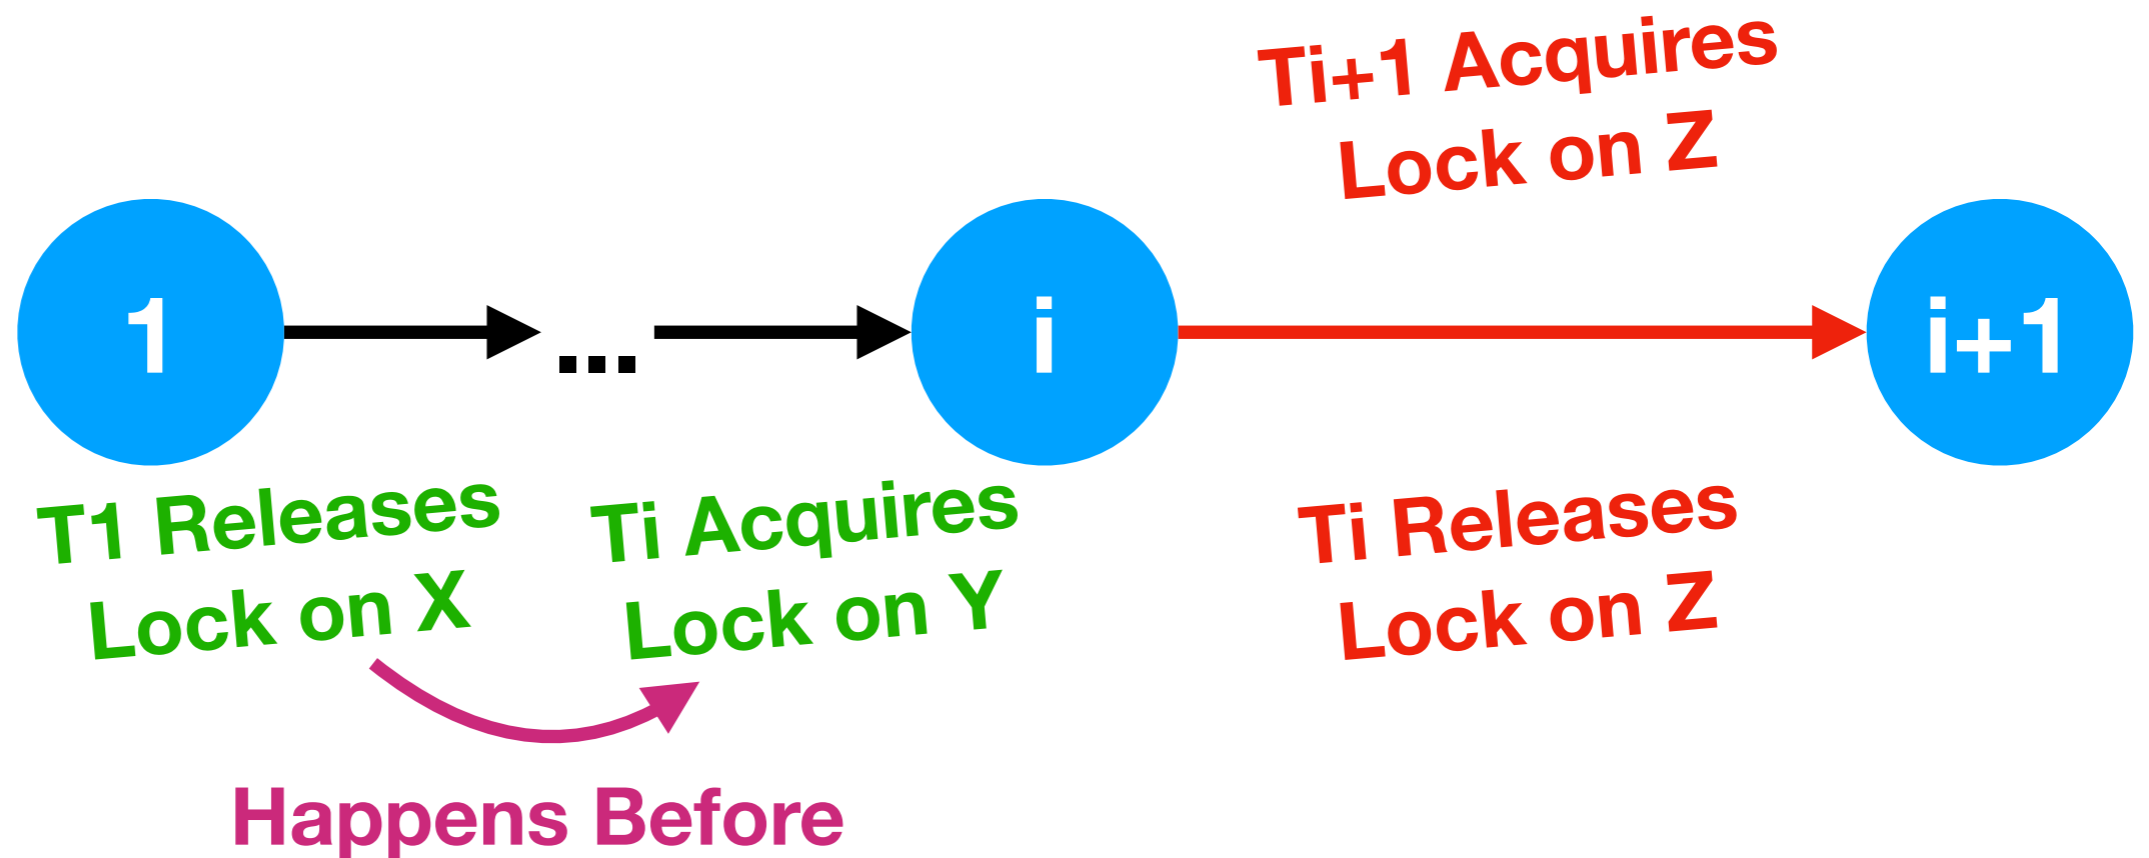 Ti+1 Acquires
Lock on Z
1
...
i
i+1
T1 Releases
Lock on X
Ti Acquires
Lock on Y
Ti Releases
Lock on Z
Happens Before